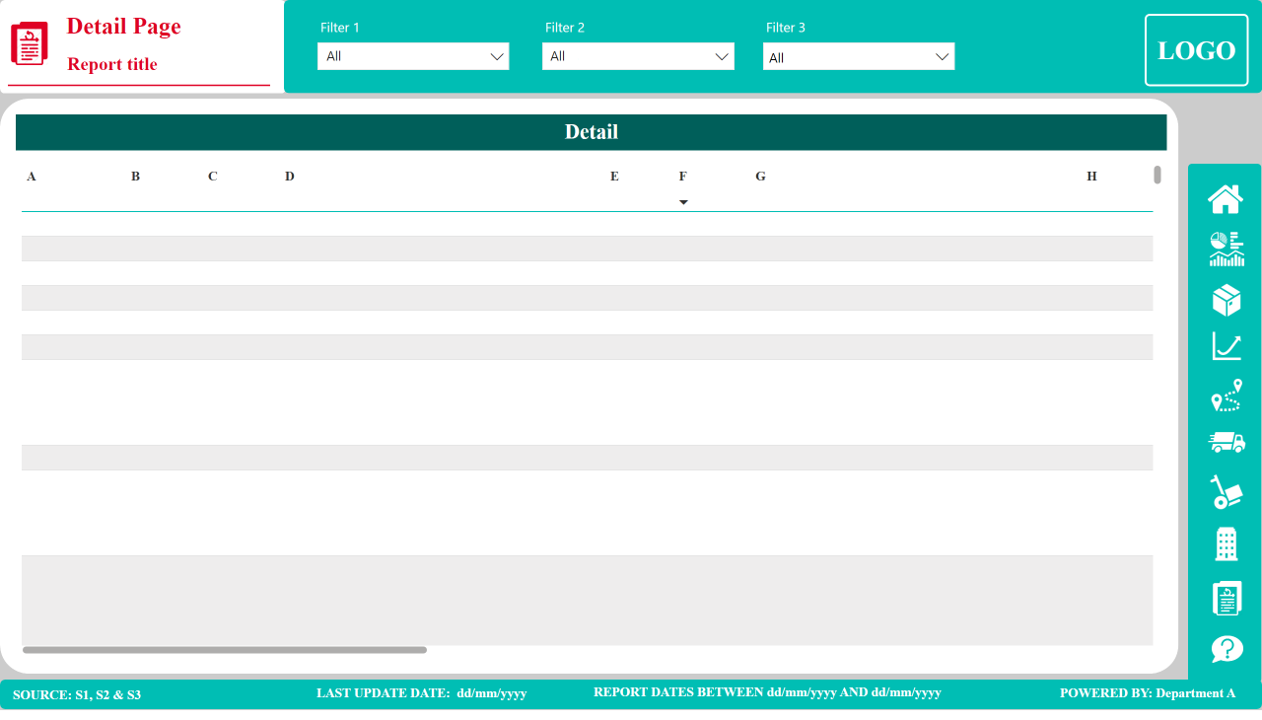 Detail Page
Report title
Filter 1
All
Filter 2
All
Filter 3
All
LOGO
Detail
A B C D E F G H
SOURCE: S1, S2 & S3
LAST UPDATE DATE: dd/mm/yyyy
REPORT DATES BETWEEN dd/mm/yyyy AND dd/mm/yyyy
POWERED BY: Department A